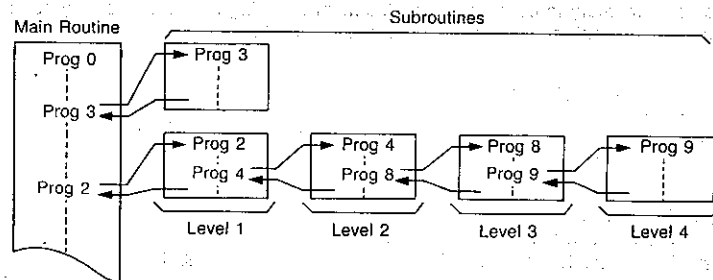 Subroutines
Main Routine
Prog 0
Prog 3
Prog 3
Prog 2
Prog 4
Prog 8
Prog 9
Prog 4
Prog 8
Prog 9
Prog 2
Level 1
Level 2
Level 3
Level 4